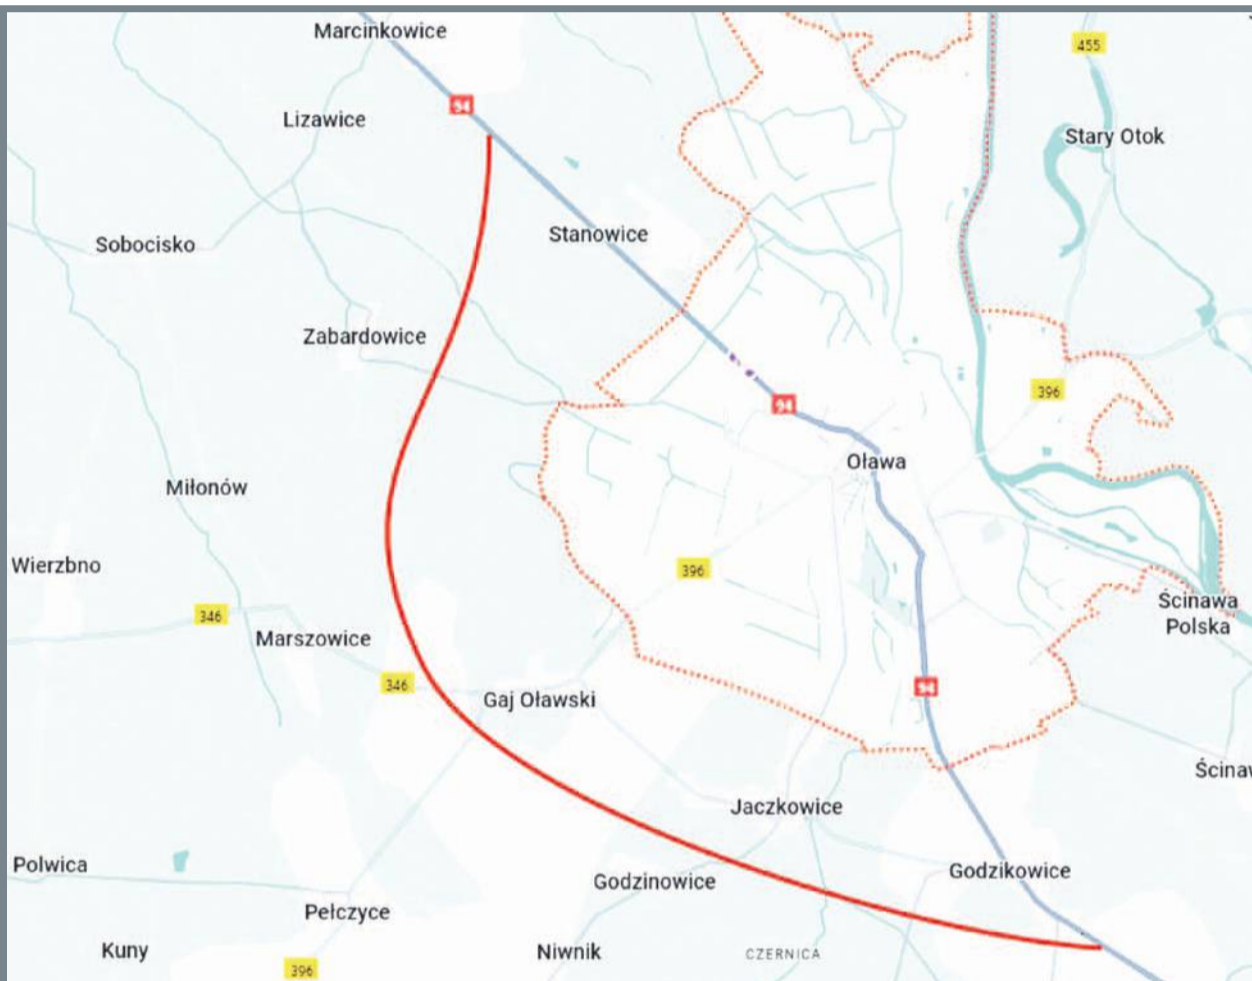 Marcinkowice
455
94
Lizawice
Stary Otok
Stanowice
Sobocisko
Zabardowice
396
94
Oława
Miłonów
Wierzbno
396
Ścinawa
Polska
346
Marszowice
346
94
Gaj Oławski
Jaczkowice
Polwica
Godzikowice
Godzinowice
Pełczyce
Kuny
Niwnik
CZERNICA
396